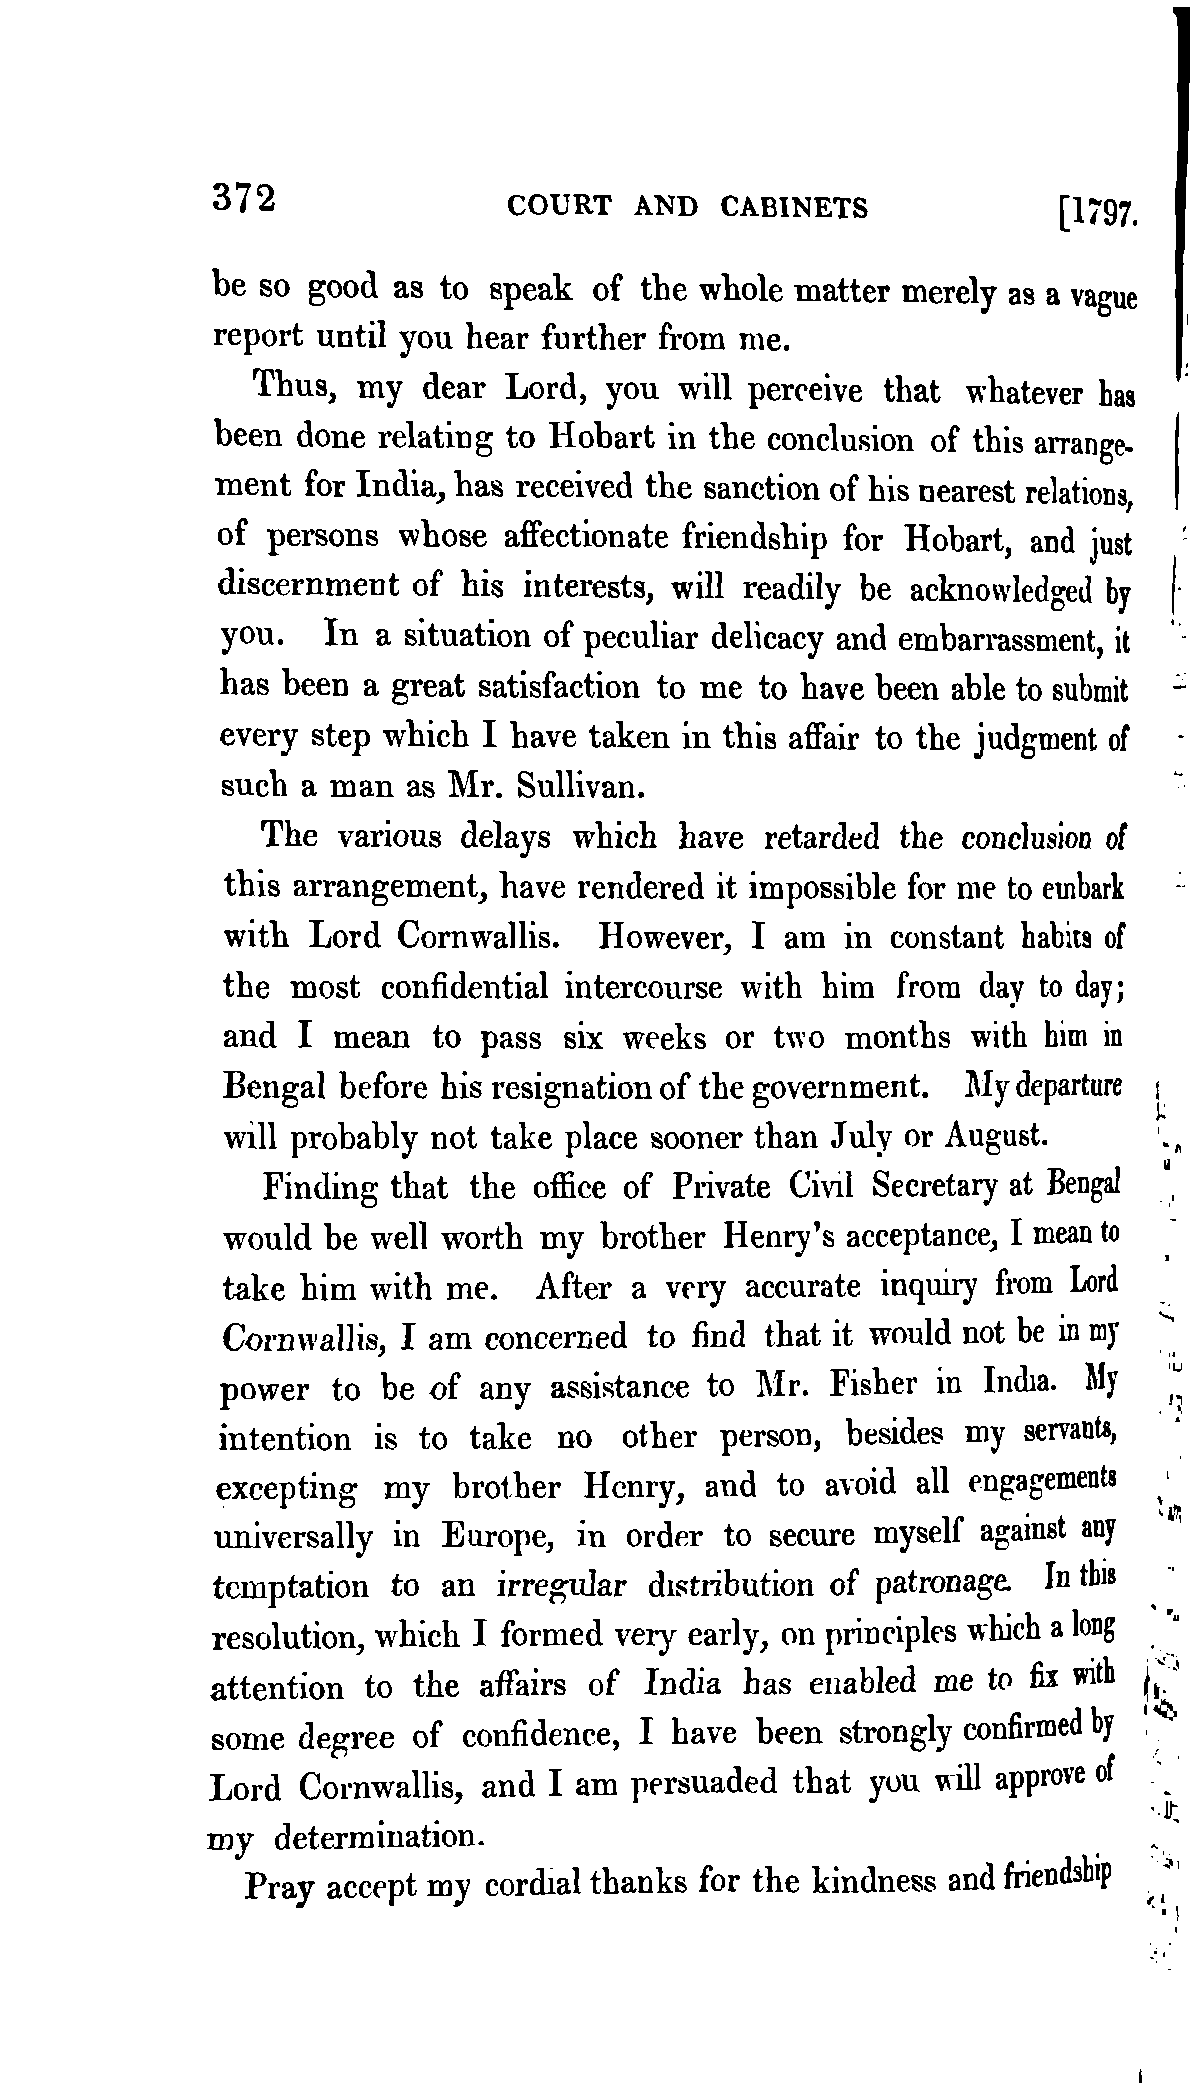 372 COURT AND CABINETS [1797.
be so good as to speak of the whole matter merely as a vague
report until you hear further from me.
Thus, my dear Lord, you will perceive that whatever has
been done relating to Hobart in the conclusion of this arrange-
ment for India, has received the sanction of his nearest relations,
of persons whose affectionate friendship for Hobart, and just
discernment of his interests, will readily be acknowledged by
you. In a situation of peculiar delicacy and embarrassment, it
has been a great satisfaction to me to have been able to submit
every step which I have taken in this affair to the judgment of
such a man as Mr. Sullivan.
The various delays which have retarded the conclusion of
this arrangement, have rendered it impossible for me to embark
with Lord Cornwallis. However, I am in constant habits of
the most confidential intercourse with him from day to day;
and I mean to pass six weeks or two months with him in
Bengal before his resignation of the government. My departure
will probably not take place sooner than July or August.
Finding that the office of Private Civil Secretary at Bengal
would be well worth my brother Henry's acceptance, I mean to
take him with me. After a very accurate inquiry from Lord
Cornwallis, I am concerned to find that it would not be in my
power to be of any assistance to Mr. Fisher in India. My
intention is to take no other person, besides my servants,
excepting my brother Henry, and to avoid all engagements
universally in Europe, in order to secure myself against any
temptation to an irregular distribution of patronage. In this
resolution, which I formed very early, on principles which a long
attention to the affairs of India has enabled me to fix with
some degree of confidence, I have been strongly confirmed by
Lord Cornwallis, and I am persuaded that you will approve of
my determination.
Pray accept my cordial thanks for the kindness and friendship